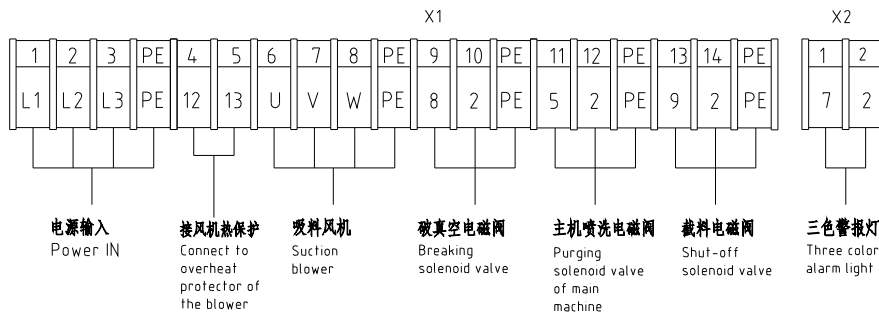 X1 X2
1 2 3 PE 4 5 6 7 8 PE 9 10 PE 11 12 PE 13 14 PE 1 2
L1 L2 L3 PE 12 13 U V W PE 8 2 PE 5 2 PE 9 2 PE 7 2
电源输入 接风机热保护 吸料风机 破真空电磁阀 主机喷洗电磁阀 截料电磁阀 三色警报灯
Power IN
Connect to
overheat
protector of
the blower
Suction
blower
Breaking
solenoid valve
Purging
solenoid valve
of main
machine
Shut-off
solenoid valve
Three color
alarm light